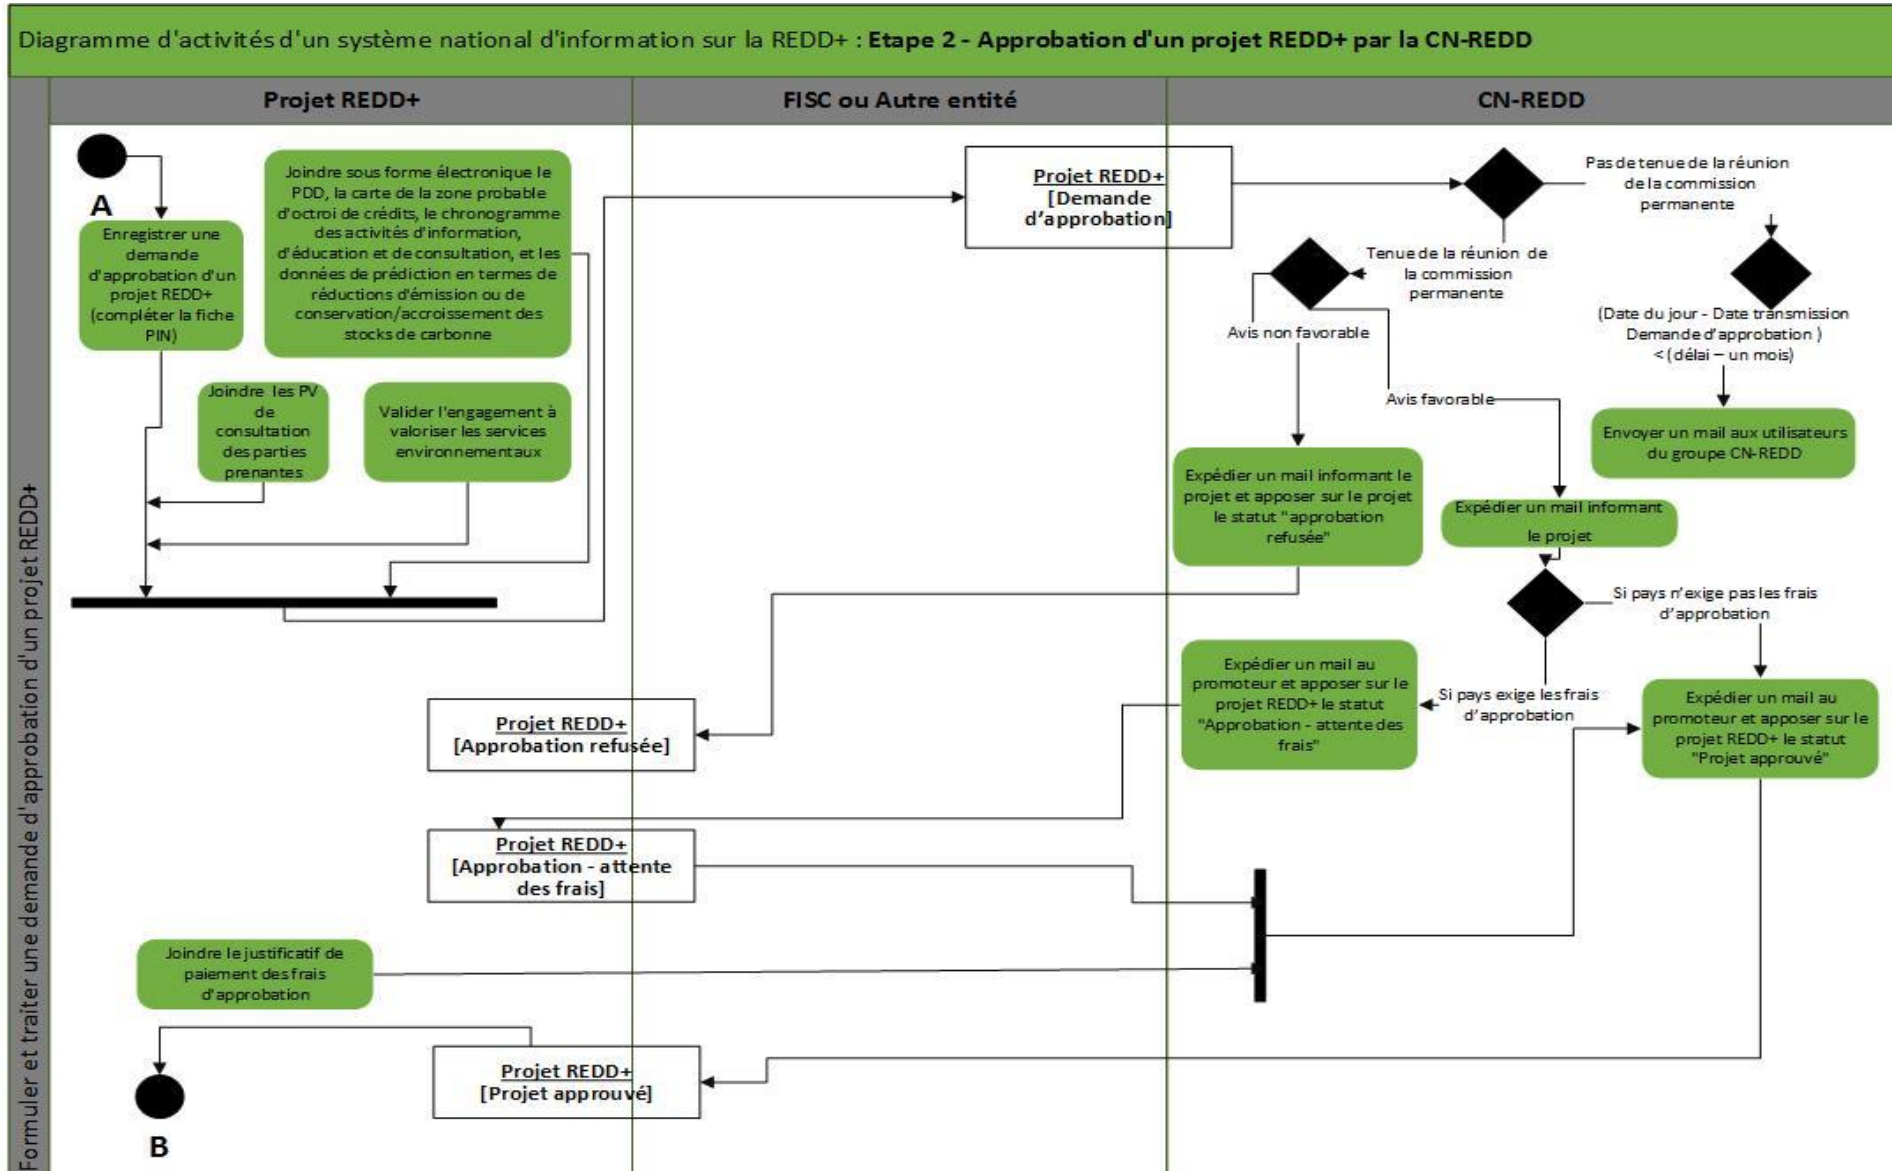 Diagramme d'activités d'un système national d'information sur la REDD+ : Etape 2 - Approbation d'un projet REDD+ par la CN-REDD
Projet REDD+
FISC ou Autre entité
CN-REDD
Formuler et traiter une demande d'approbation d'un projet REDD+
A
Enregistrer une
demande
d'approbation d'un
projet REDD+
(compléter la fiche
PIN)
Joindre sous forme électronique le
PDD, la carte de la zone probable
d'octroi de crédits, le chronogramme
des activités d'information,
d'éducation et de consultation, et les
données de prédiction en termes de
réductions d'émission ou de
conservation/accroissement des
stocks de carbonne
Joindre les PV
de
consultation
des parties
prenantes
Valider l'engagement à
valoriser les services
environnementaux
Projet REDD+
[Demande
d'approbation]
Pas de tenue de la réunion
de la commission
permanente
Tenue de la réunion de
la commission
permanente
(Date du jour - Date transmission
Demande d'approbation )
< (délai – un mois)
Avis non favorable
Avis favorable
Envoyer un mail aux utilisateurs
du groupe CN-REDD
Expédier un mail informant le
projet et apposer sur le projet
le statut "approbation
refusée"
Expédier un mail informant
le projet
Si pays n'exige pas les frais
d'approbation
Expédier un mail au
promoteur et apposer sur le
projet REDD+ le statut
"Approbation - attente des
frais"
Si pays exige les frais
d'approbation
Expédier un mail au
promoteur et apposer sur le
projet REDD+ le statut
"Projet approuvé"
Projet REDD+
[Approbation refusée]
Projet REDD+
[Approbation - attente
des frais]
Joindre le justificatif de
paiement des frais
d'approbation
Projet REDD+
[Projet approuvé]
B